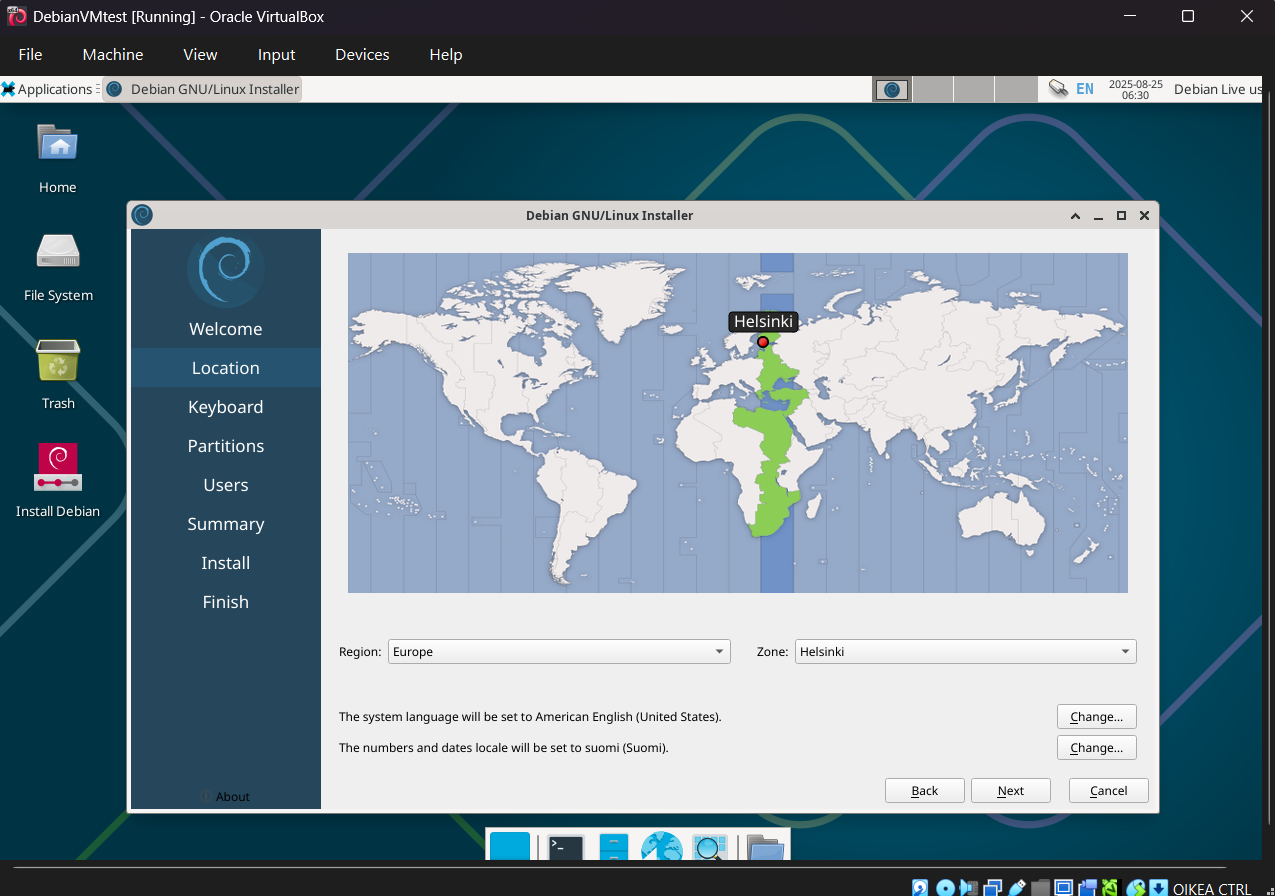 DebianVMtest [Running] - Oracle VirtualBox
File Machine View Input Devices Help
Applications Debian GNU/Linux Installer EN 2025-08-25 06:30 Debian Live us
Home
File System
Trash
Install Debian
Debian GNU/Linux Installer
Welcome
Location
Keyboard
Partitions
Users
Summary
Install
Finish
About
Helsinki
Region: Europe Zone: Helsinki
The system language will be set to American English (United States). Change...
The numbers and dates locale will be set to suomi (Suomi). Change...
Back Next Cancel
OIKEA CTRL